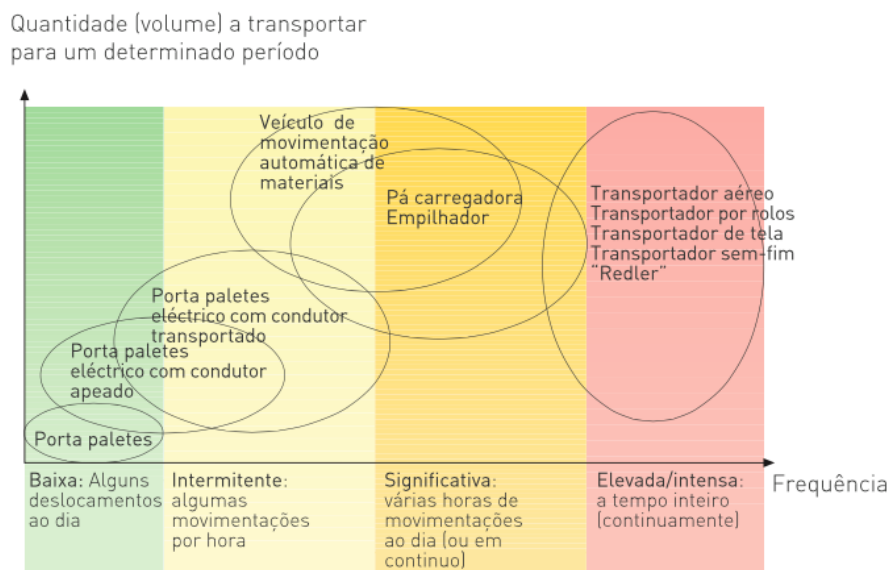 Quantidade (volume) a transportar
para um determinado período
Veículo de
movimentação
automática de
materiais
Pá carregadora
Empilhador
Transportador aéreo
Transportador por rolos
Transportador de tela
Transportador sem-fim
“Redler”
Porta paletes
eléctrico com condutor
transportado
Porta paletes
eléctrico com condutor
apeado
Porta paletes
Baixa: Alguns
deslocamentos
ao dia
Intermitente:
algumas
movimentações
por hora
Significativa:
várias horas de
movimentações
ao dia (ou em
continuo)
Elevada/intensa:
a tempo inteiro
(continuamente)
Frequência